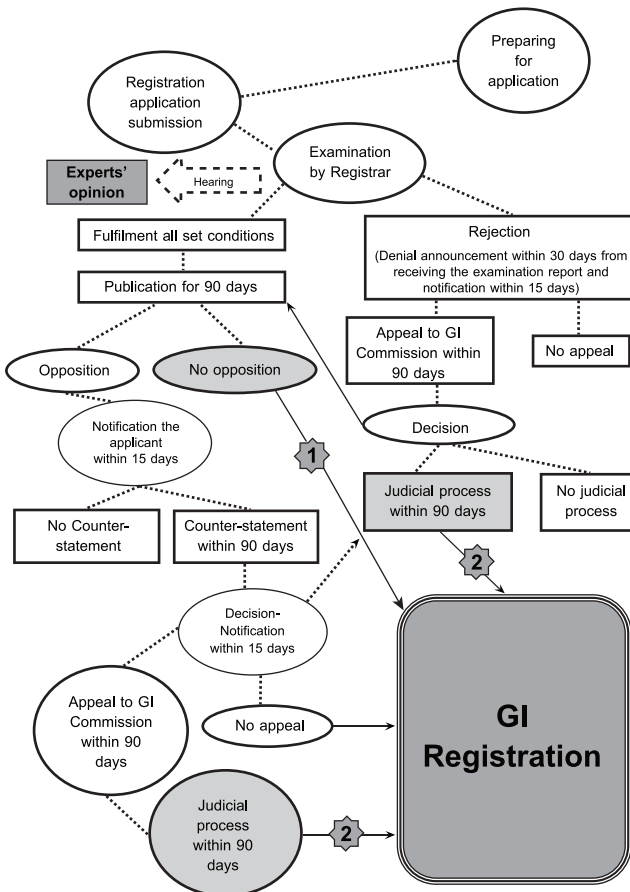 Preparing
for
application
Registration
application
submission
Examination
by Registrar
Experts'
opinion
Hearing
Fulfilment all set conditions
Rejection
(Denial announcement within 30 days from
receiving the examination report and
notification within 15 days)
Publication for 90 days
Appeal to GI
Commission within
90 days
No appeal
Opposition
No opposition
Decision
Notification the
applicant
within 15 days
1
Judicial process
within 90 days
No judicial
process
No Counter-
statement
Counter-statement
within 90 days
2
Decision-
Notification
within 15 days
Appeal to GI
Commission
within 90
days
No appeal
GI
Registration
Judicial
process
within 90
days
2